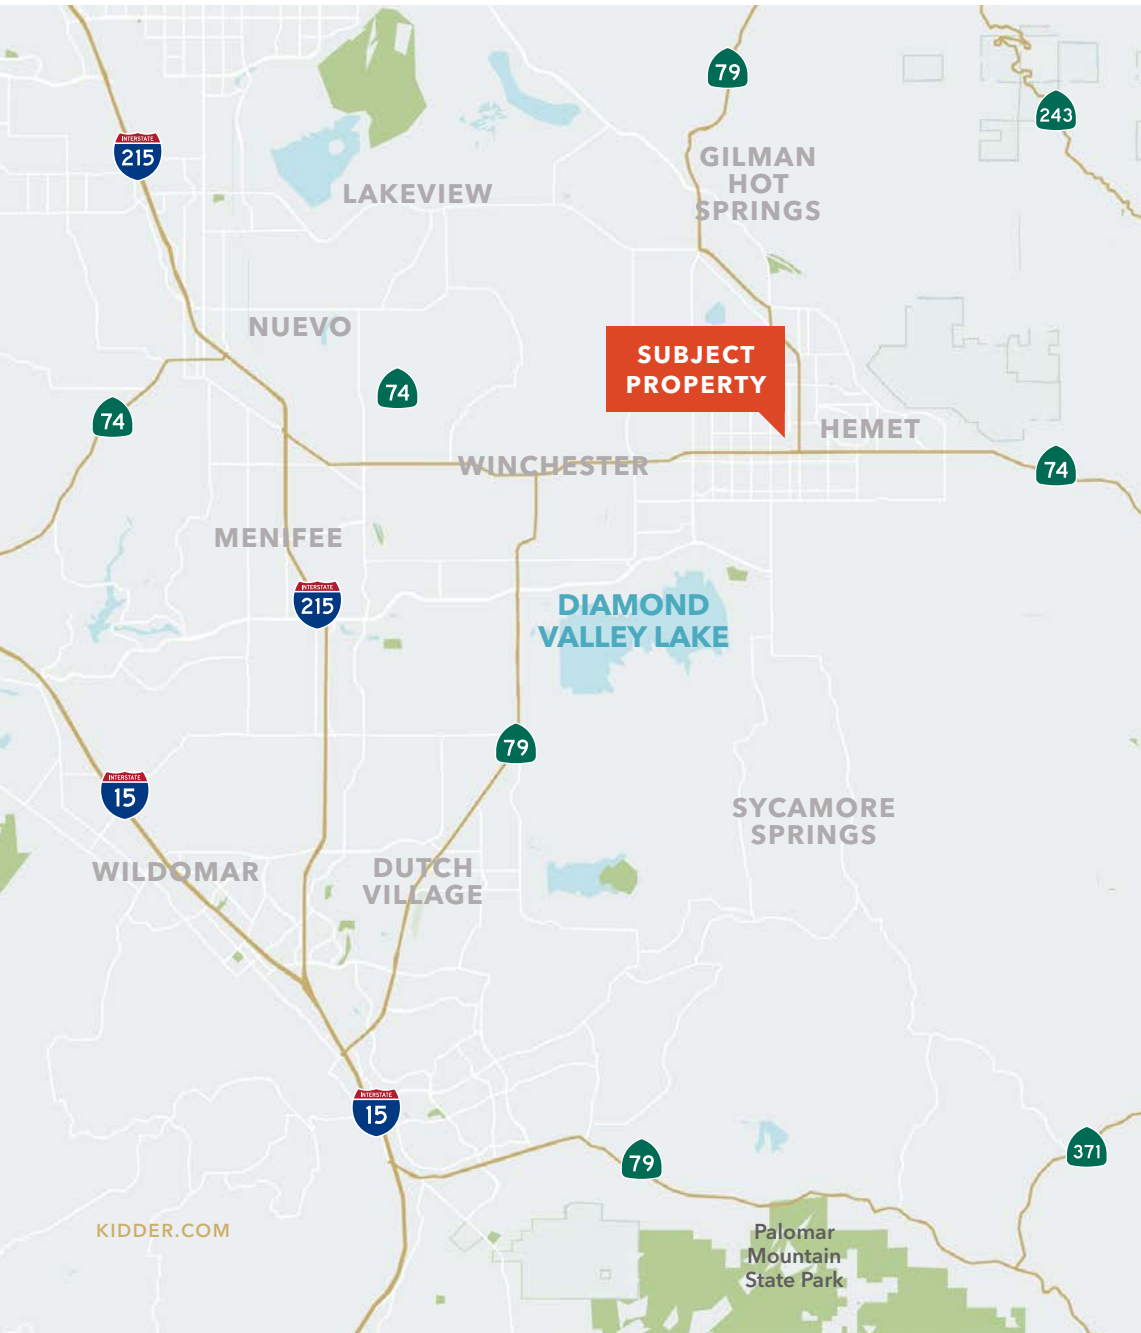 79
243
INTERSTATE
215
GILMAN
HOT
SPRINGS
LAKEVIEW
NUEVO
SUBJECT
PROPERTY
74
74
HEMET
WINCHESTER
74
MENIFEE
INTERSTATE
215
DIAMOND
VALLEY LAKE
79
INTERSTATE
15
SYCAMORE
SPRINGS
WILDOMAR
DUTCH
VILLAGE
INTERSTATE
15
79
371
KIDDER.COM
Palomar
Mountain
State Park